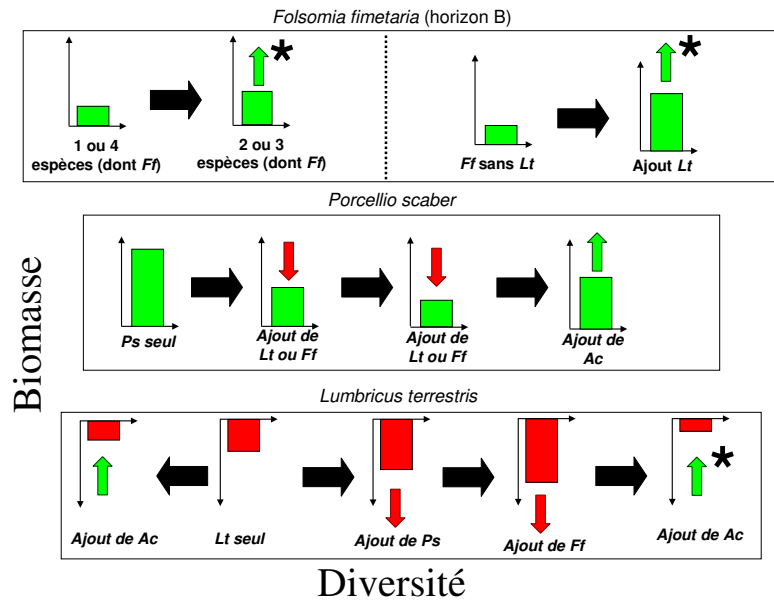 Folsomia fimetaria (horizon B)
*
*
1 ou 4
espèces (dont Ff)
2 ou 3
espèces (dont Ff)
Ff sans Lt
Ajout Lt
Porcellio scaber
Ps seul
Ajout de
Lt ou Ff
Ajout de
Lt ou Ff
Ajout de
Ac
Biomasse
Lumbricus terrestris
*
Ajout de Ac
Lt seul
Ajout de Ps
Ajout de Ff
Ajout de Ac
Diversité